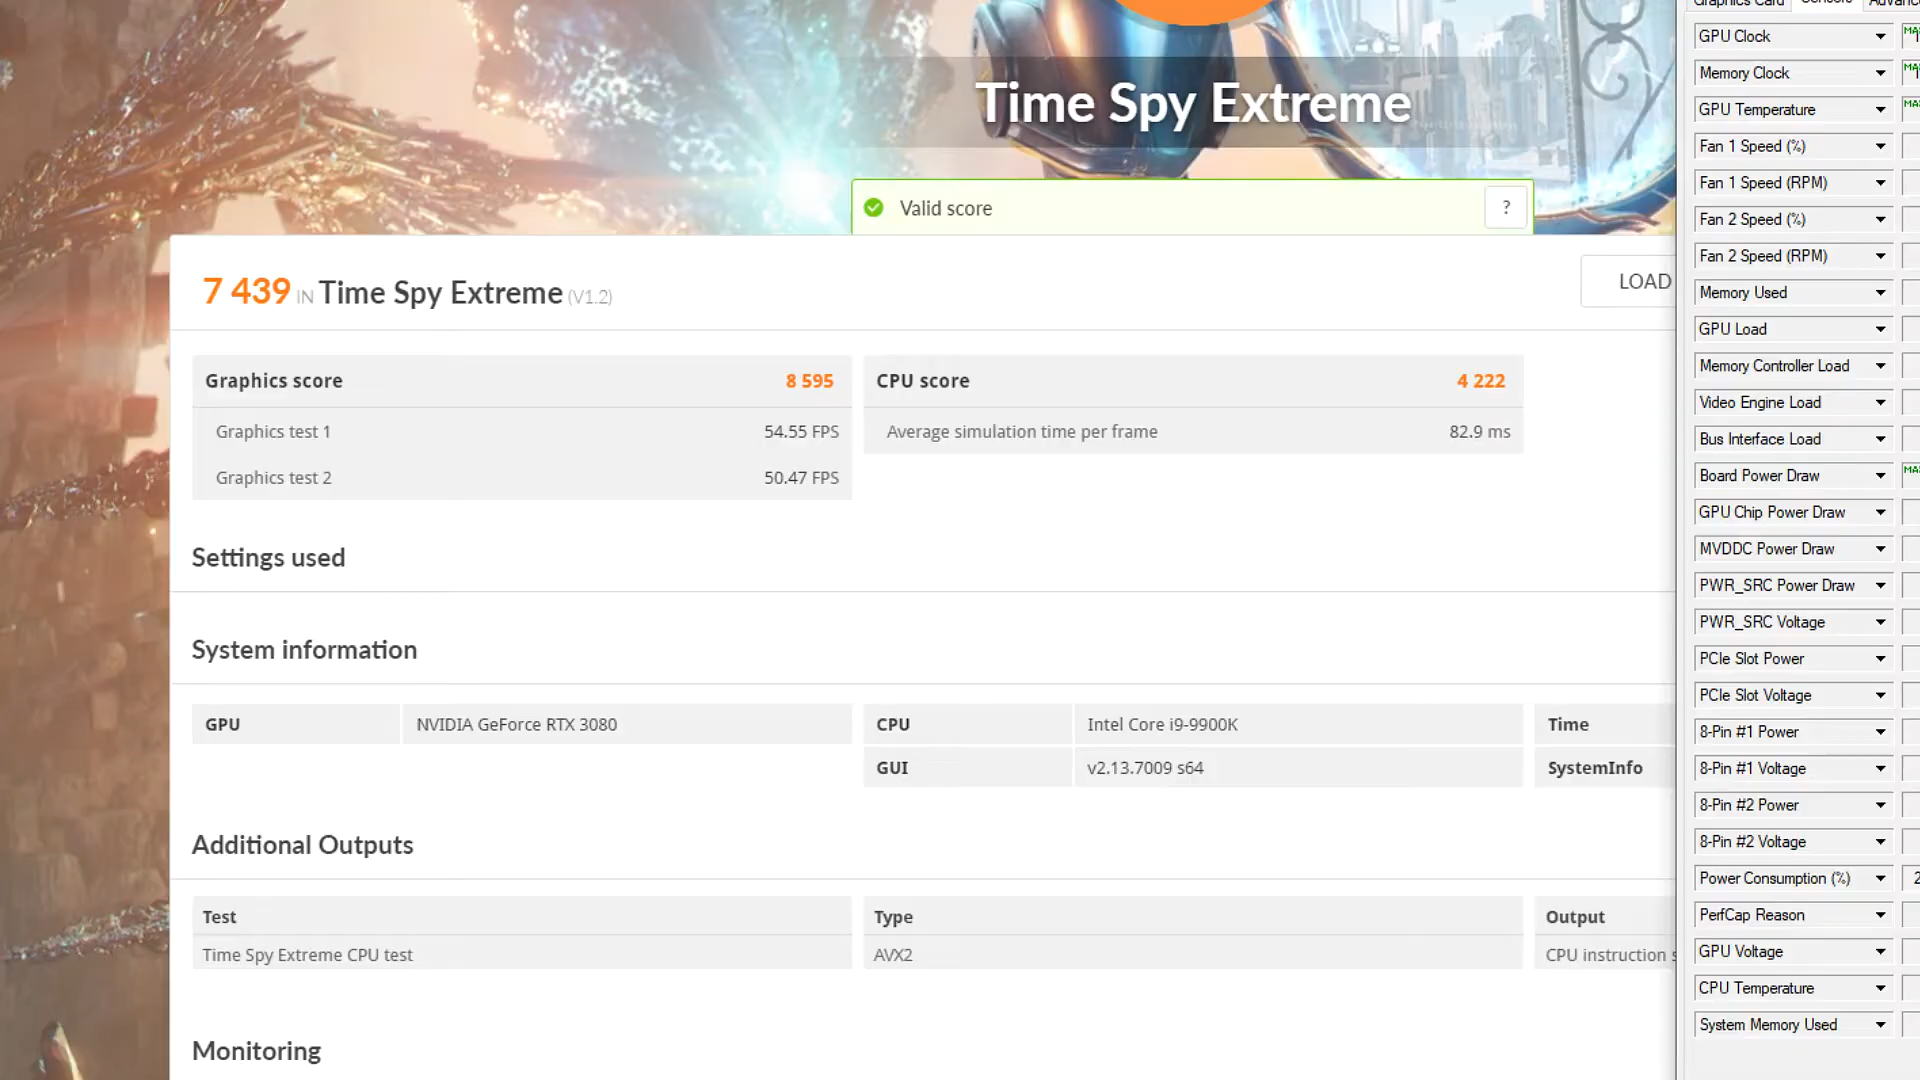 Time Spy Extreme
Valid score
?
7 439 IN Time Spy Extreme (V1.2)
LOAD
Graphics score 8 595
Graphics test 1 54.55 FPS
Graphics test 2 50.47 FPS
CPU score 4 222
Average simulation time per frame 82.9 ms
Settings used
System information
GPU NVIDIA GeForce RTX 3080
CPU Intel Core i9-9900K
GUI v2.13.7009 s64
Time
SystemInfo
Additional Outputs
Test Type Output
Time Spy Extreme CPU test AVX2 CPU instruction s
Monitoring
Graphics Card Sensors Advanc
GPU Clock
Memory Clock
GPU Temperature
Fan 1 Speed (%)
Fan 1 Speed (RPM)
Fan 2 Speed (%)
Fan 2 Speed (RPM)
Memory Used
GPU Load
Memory Controller Load
Video Engine Load
Bus Interface Load
Board Power Draw
GPU Chip Power Draw
MVDDC Power Draw
PWR_SRC Power Draw
PWR_SRC Voltage
PCIe Slot Power
PCIe Slot Voltage
8-Pin #1 Power
8-Pin #1 Voltage
8-Pin #2 Power
8-Pin #2 Voltage
Power Consumption (%) 2
PerfCap Reason
GPU Voltage
CPU Temperature
System Memory Used